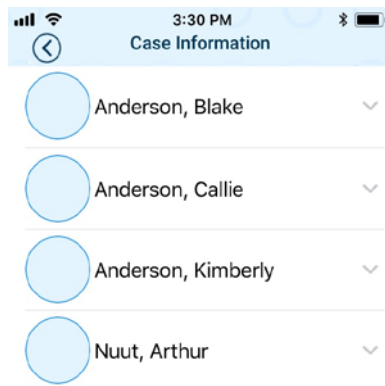 3:30 PM
Case Information
Anderson, Blake
Anderson, Callie
Anderson, Kimberly
Nuut, Arthur